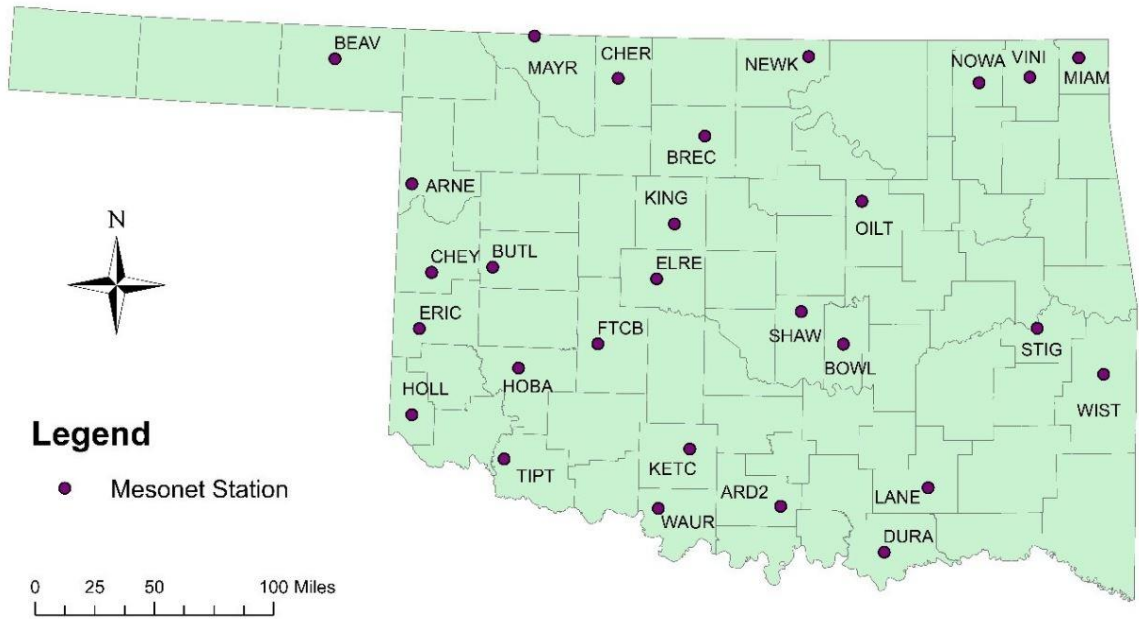 BEAV
MAYR
CHER
NEWK
NOWA
VINI
MIAM
BREC
ARNE
KING
OILT
N
CHEY
BUTL
ELRE
ERIC
FTCB
SHAW
BOWL
STIG
HOLL
HOBA
WIST
Legend
Mesonet Station
TIPT
KETC
ARD2
LANE
WAUR
DURA
0 25 50 100 Miles